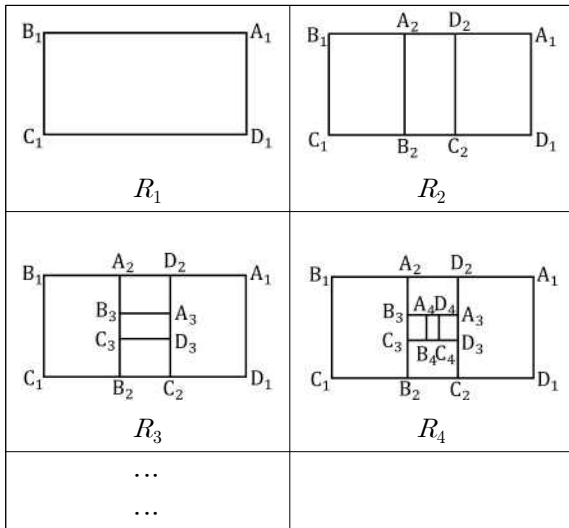 B₁ A₁
C₁ D₁
R₁
A₂ D₂
B₁ A₁
C₁ D₁
B₂ C₂
R₂
A₂ D₂
B₁ A₁
B₃ A₃
C₃ D₃
C₁ D₁
B₂ C₂
R₃
A₂ D₂
B₁ A₁
A₄ D₄
B₃ A₃
C₃ D₃
B₄ C₄
C₁ D₁
B₂ C₂
R₄
...
...